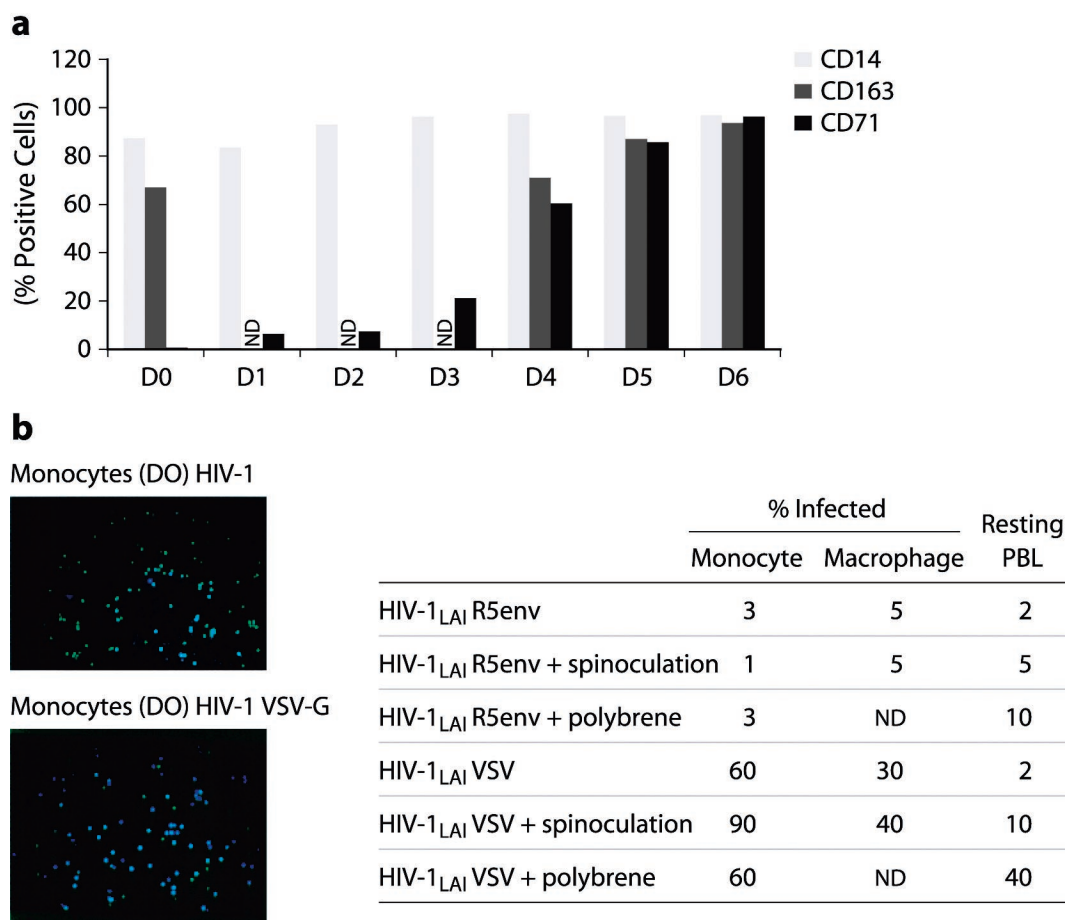 a
120
100
80
60
40
20
0
(% Positive Cells)
CD14
CD163
CD71
ND
ND
ND
D0 D1 D2 D3 D4 D5 D6
b
Monocytes (DO) HIV-1
Monocytes (DO) HIV-1 VSV-G
% Infected Resting
Monocyte Macrophage PBL
HIV-1LAI R5env 3 5 2
HIV-1LAI R5env + spinoculation 1 5 5
HIV-1LAI R5env + polybrene 3 ND 10
HIV-1LAI VSV 60 30 2
HIV-1LAI VSV + spinoculation 90 40 10
HIV-1LAI VSV + polybrene 60 ND 40